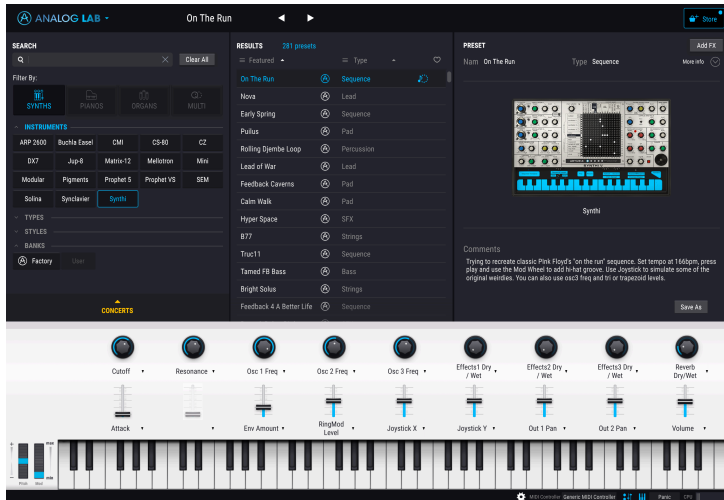 ANALOG LAB
On The Run
Store
SEARCH
Clear All
Filter By:
SYNTHS
PIANOS
ORGANS
MULTI
INSTRUMENTS
ARP 2600
Buchla Easel
CMI
CS-80
CZ
DX7
Jup-8
Matrix-12
Mellotron
Mini
Modular
Pigments
Prophet 5
Prophet VS
SEM
Solina
Synclavier
Synthi
TYPES
STYLES
BANKS
Factory
User
CONCERTS
RESULTS 281 presets
Featured Type
On The Run Sequence
Nova Lead
Early Spring Sequence
Puilus Pad
Rolling Djembe Loop Percussion
Lead of War Lead
Feedback Caverns Pad
Calm Walk Pad
Hyper Space SFX
B77 Strings
Truc11 Sequence
Tamed FB Bass Bass
Bright Solus Strings
Feedback 4 A Better Life Sequence
PRESET
Add FX
Nam On The Run
Type Sequence
More info
Synthi
Comments
Trying to recreate classic Pink Floyd's "on the run" sequence. Set tempo at 166bpm, press
play and use the Mod Wheel to add hi-hat groove. Use Joystick to simulate some of the
original weirdies. You can also use osc3 freq and tri or trapezoid levels.
Save As
Cutoff
Resonance
Osc 1 Freq
Osc 2 Freq
Osc 3 Freq
Effects1 Dry
/ Wet
Effects2 Dry
/ Wet
Effects3 Dry
/ Wet
Reverb
Dry/Wet
Attack
Env Amount
RingMod
Level
Joystick X
Joystick Y
Out 1 Pan
Out 2 Pan
Volume
max
min
Pitch
Mod
MIDI Controller Generic MIDI Controller
Panic
CPU